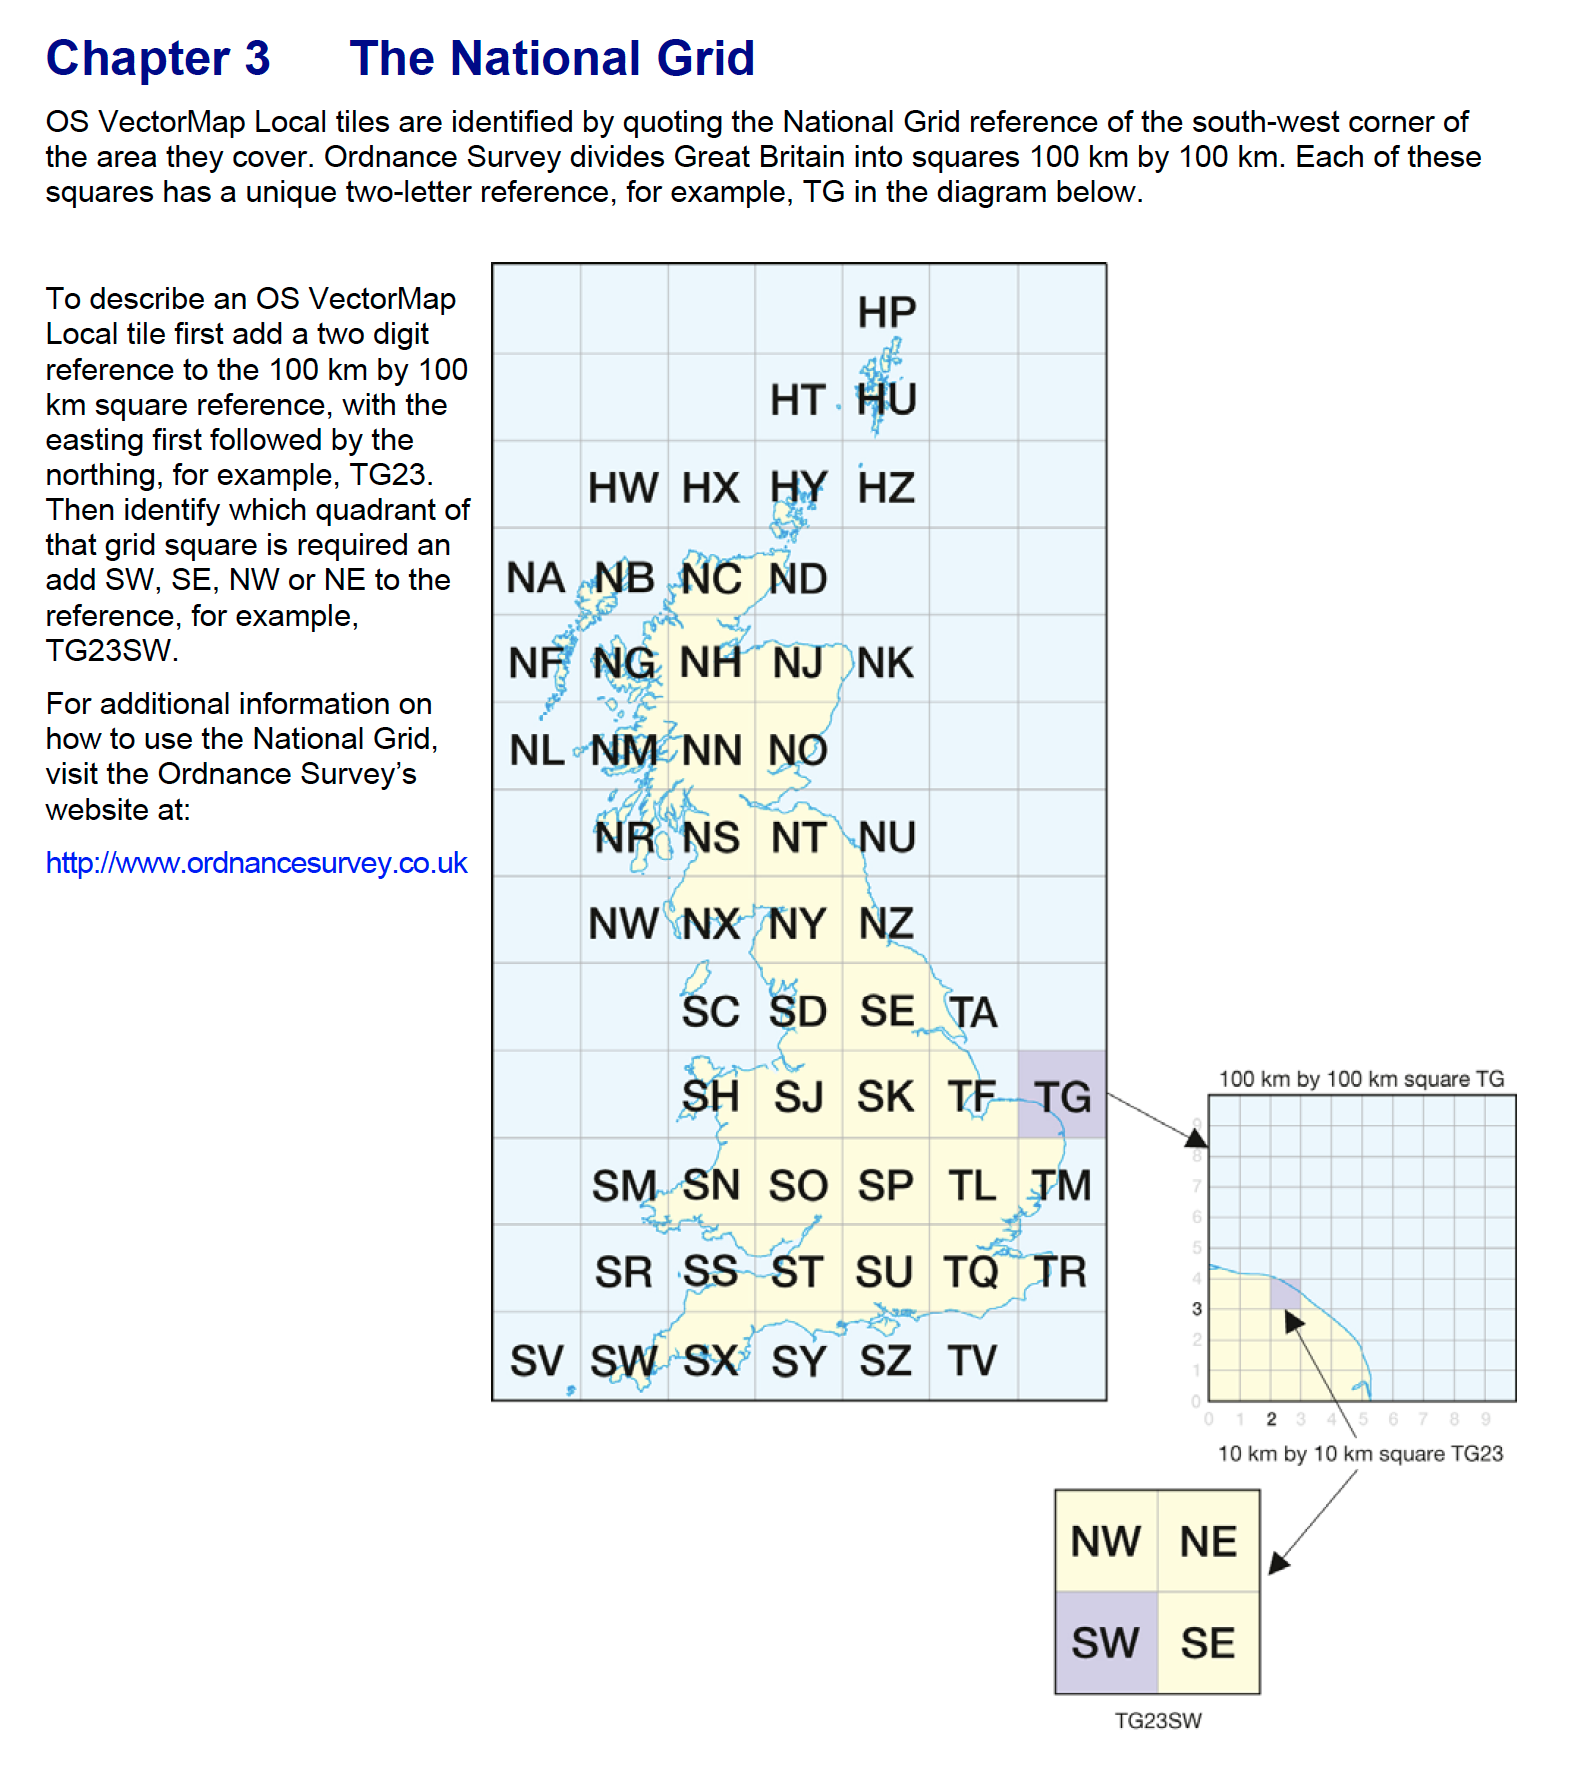 Chapter 3 The National Grid
OS VectorMap Local tiles are identified by quoting the National Grid reference of the south-west corner of
the area they cover. Ordnance Survey divides Great Britain into squares 100 km by 100 km. Each of these
squares has a unique two-letter reference, for example, TG in the diagram below.
To describe an OS VectorMap
Local tile first add a two digit
reference to the 100 km by 100
km square reference, with the
easting first followed by the
northing, for example, TG23.
Then identify which quadrant of
that grid square is required an
add SW, SE, NW or NE to the
reference, for example,
TG23SW.
For additional information on
how to use the National Grid,
visit the Ordnance Survey's
website at:
http://www.ordnancesurvey.co.uk
HP
HT HU
HW HX HY HZ
NA NB NC ND
NF NG NH NJ NK
NL NM NN NO
NR NS NT NU
NW NX NY NZ
SC SD SE TA
SH SJ SK TF TG
SM SN SO SP TL TM
SR SS ST SU TQ TR
SV SW SX SY SZ TV
100 km by 100 km square TG
9
8
7
6
5
4
3
2
1
0
0 1 2 3 4 5 6 7 8 9
10 km by 10 km square TG23
NW NE
SW SE
TG23SW